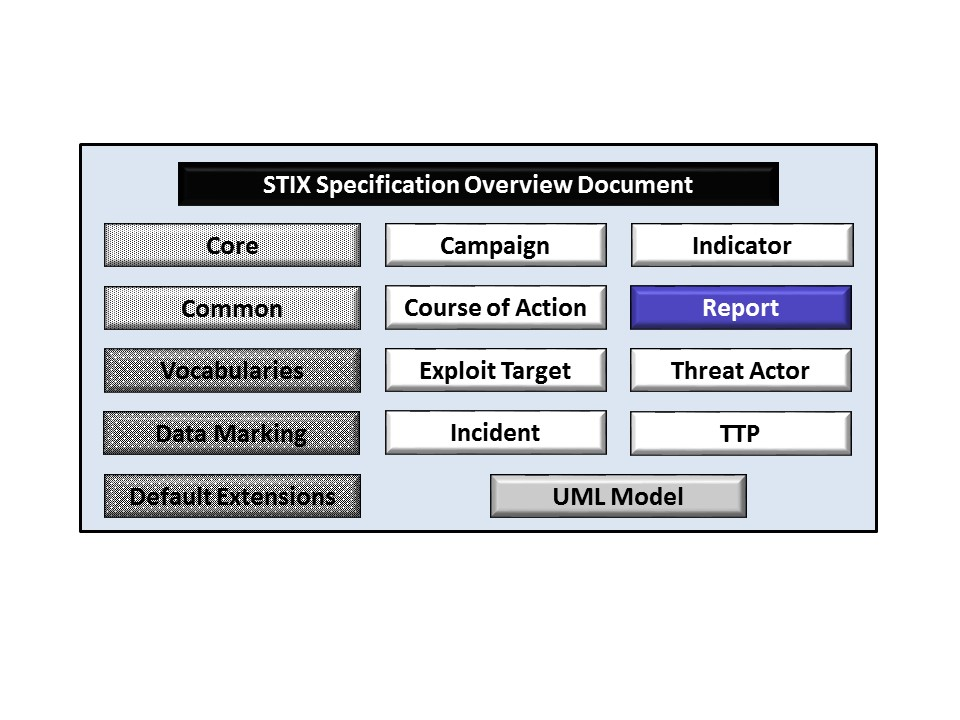 STIX Specification Overview Document
Core
Campaign
Indicator
Common
Course of Action
Report
Vocabularies
Exploit Target
Threat Actor
Data Marking
Incident
TTP
Default Extensions
UML Model